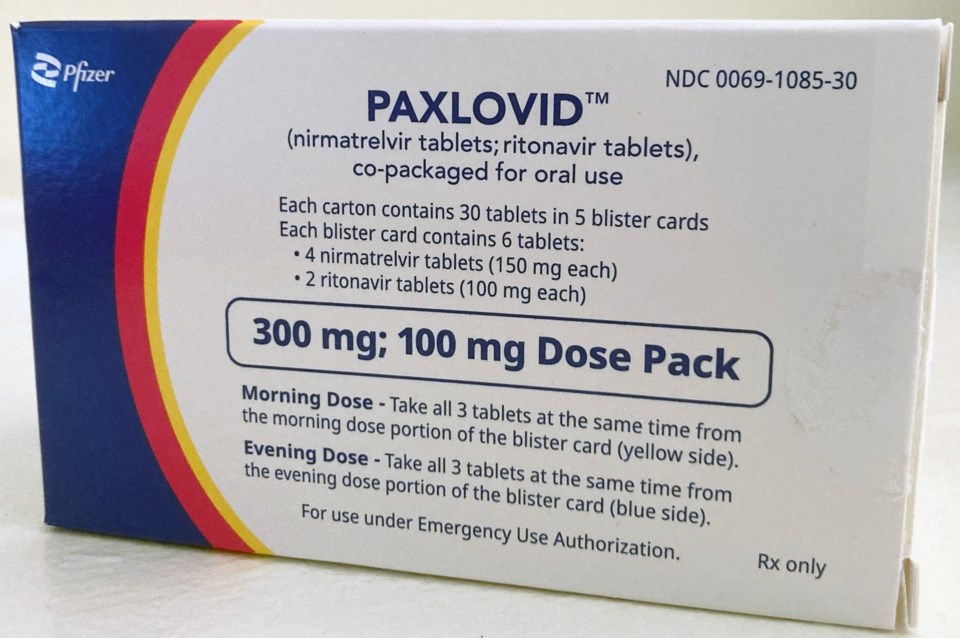 Pfizer
NDC 0069-1085-30
PAXLOVID™
(nirmatrelvir tablets; ritonavir tablets),
co-packaged for oral use
Each carton contains 30 tablets in 5 blister cards
Each blister card contains 6 tablets:
• 4 nirmatrelvir tablets (150 mg each)
• 2 ritonavir tablets (100 mg each)
300 mg; 100 mg Dose Pack
Morning Dose - Take all 3 tablets at the same time from
the morning dose portion of the blister card (yellow side).
Evening Dose - Take all 3 tablets at the same time from
the evening dose portion of the blister card (blue side).
For use under Emergency Use Authorization.
Rx only